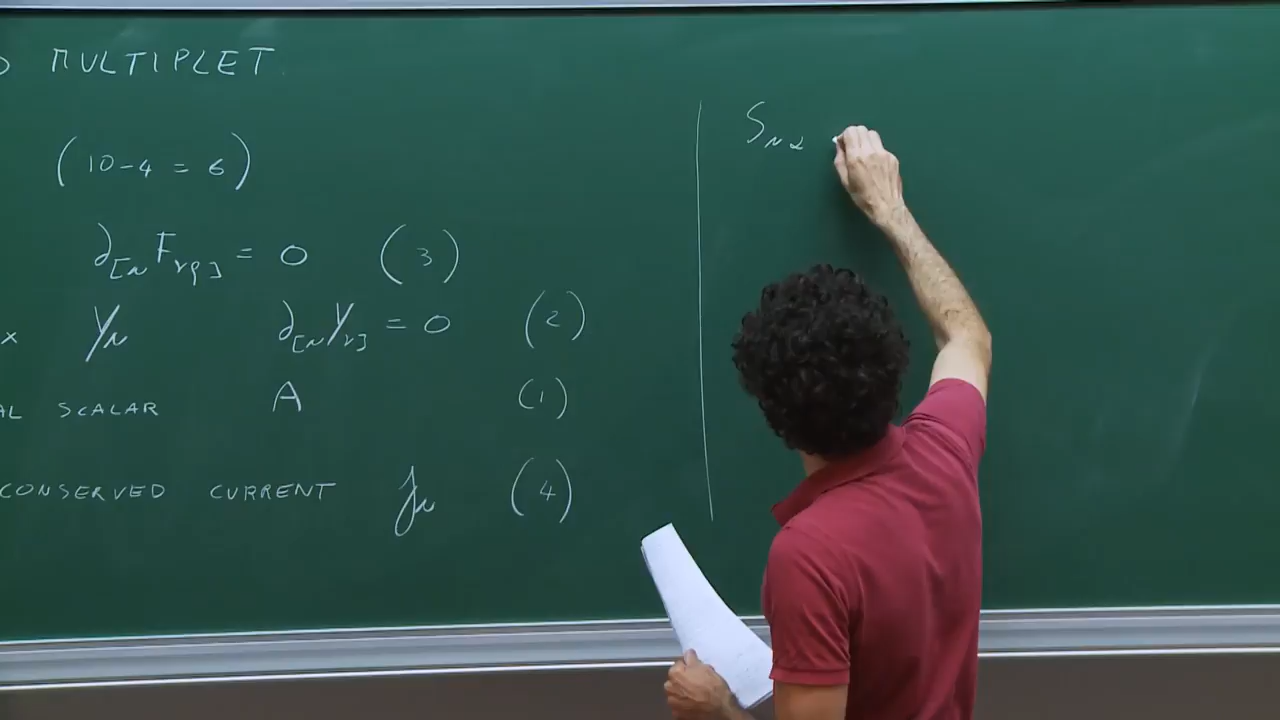 MULTIPLET
(10-4 = 6)
∂[μFνρ] = 0 (3)
x Yμ ∂[μYν] = 0 (2)
AL SCALAR A (1)
CONSERVED CURRENT jμ (4)
Sμα